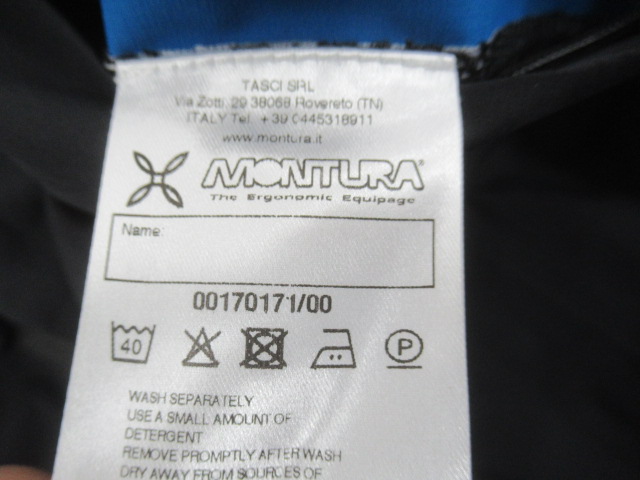 TASCI SRL
Via Zotti, 29 38068 Rovereto (TN)
ITALY Tel. +39 0445318911
www.montura.it
MONTURA®
The Ergonomic Equipage
Name:
00170171/00
40 P
WASH SEPARATELY
USE A SMALL AMOUNT OF
DETERGENT
REMOVE PROMPTLY AFTER WASH
DRY AWAY FROM SOURCES OF